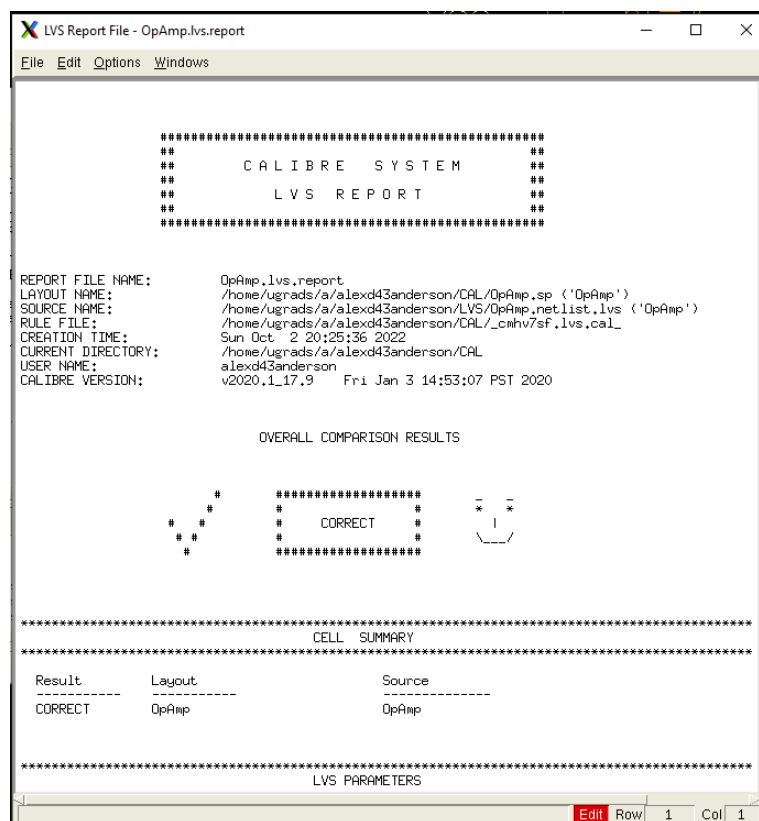 LVS Report File - OpAmp.lvs.report
File Edit Options Windows
##################################################
## ##
## C A L I B R E   S Y S T E M ##
## ##
## L V S   R E P O R T ##
## ##
##################################################
REPORT FILE NAME: OpAmp.lvs.report
LAYOUT NAME: /home/ugrads/a/alexd43anderson/CAL/OpAmp.sp ('OpAmp')
SOURCE NAME: /home/ugrads/a/alexd43anderson/LVS/OpAmp.netlist.lvs ('OpAmp')
RULE FILE: /home/ugrads/a/alexd43anderson/CAL/_cmhv7sf.lvs.cal_
CREATION TIME: Sun Oct  2 20:25:36 2022
CURRENT DIRECTORY: /home/ugrads/a/alexd43anderson/CAL
USER NAME: alexd43anderson
CALIBRE VERSION: v2020.1_17.9    Fri Jan 3 14:53:07 PST 2020
OVERALL COMPARISON RESULTS
# ################### _ _
# # # * *
# # # CORRECT # |
# # # # \___/
# ###################
***********************************************************************************************
CELL SUMMARY
***********************************************************************************************
Result Layout Source
----------- ----------- --------------
CORRECT OpAmp OpAmp
***********************************************************************************************
LVS PARAMETERS
Edit Row 1 Col 1